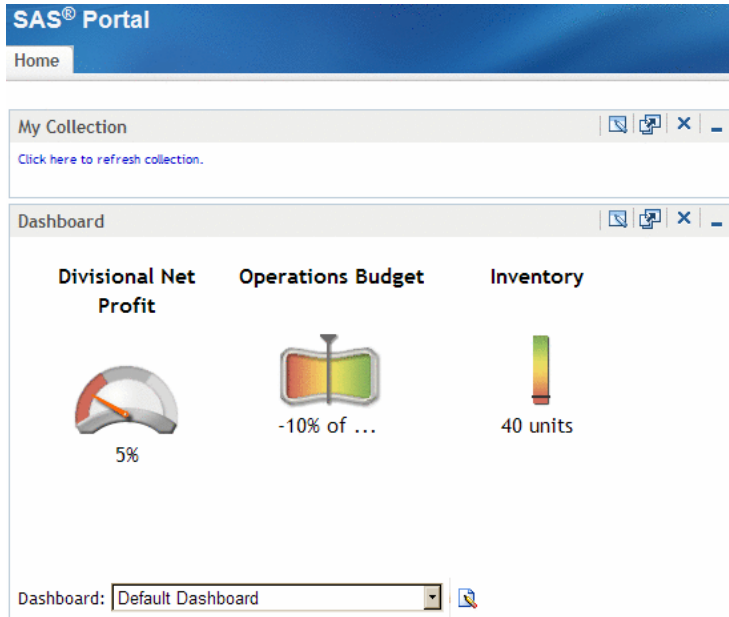 SAS® Portal
Home
My Collection
Click here to refresh collection.
Dashboard
Divisional Net
Profit
Operations Budget
Inventory
5%
-10% of ...
40 units
Dashboard: Default Dashboard